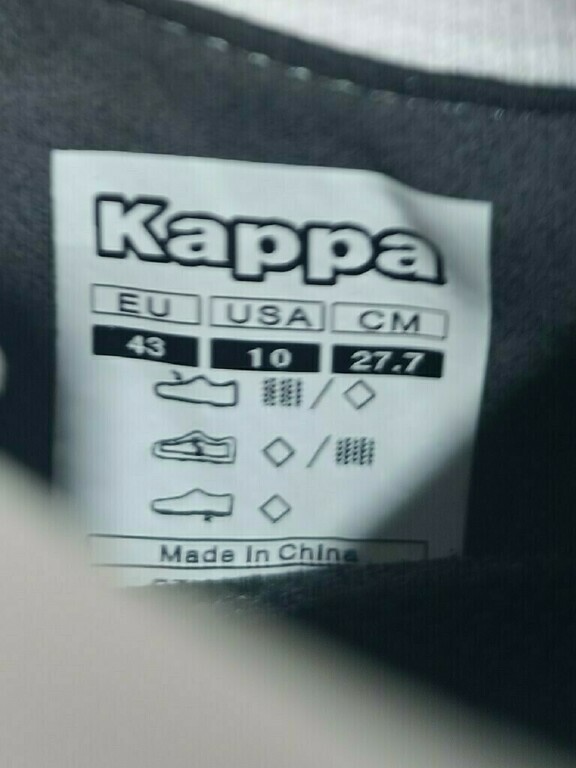 Kappa
EU USA CM
43 10 27.7
Made in China